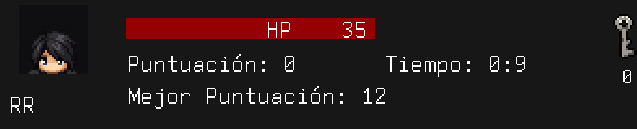 HP 35
Puntuación: 0 Tiempo: 0:9
0
Mejor Puntuación: 12
RR